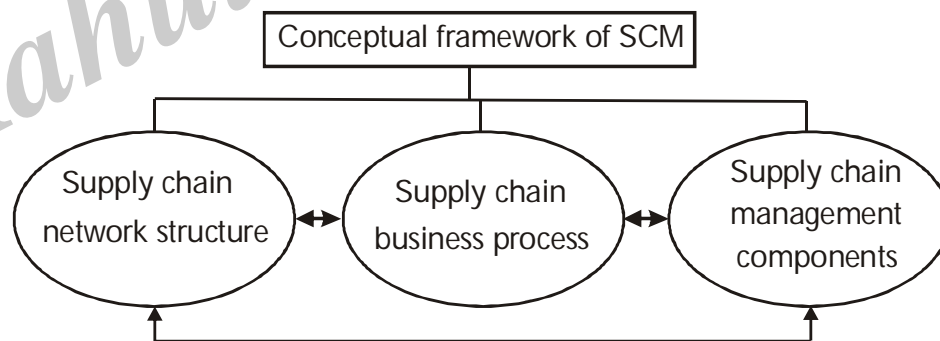 Conceptual framework of SCM
Supply chain
network structure
Supply chain
business process
Supply chain
management
components